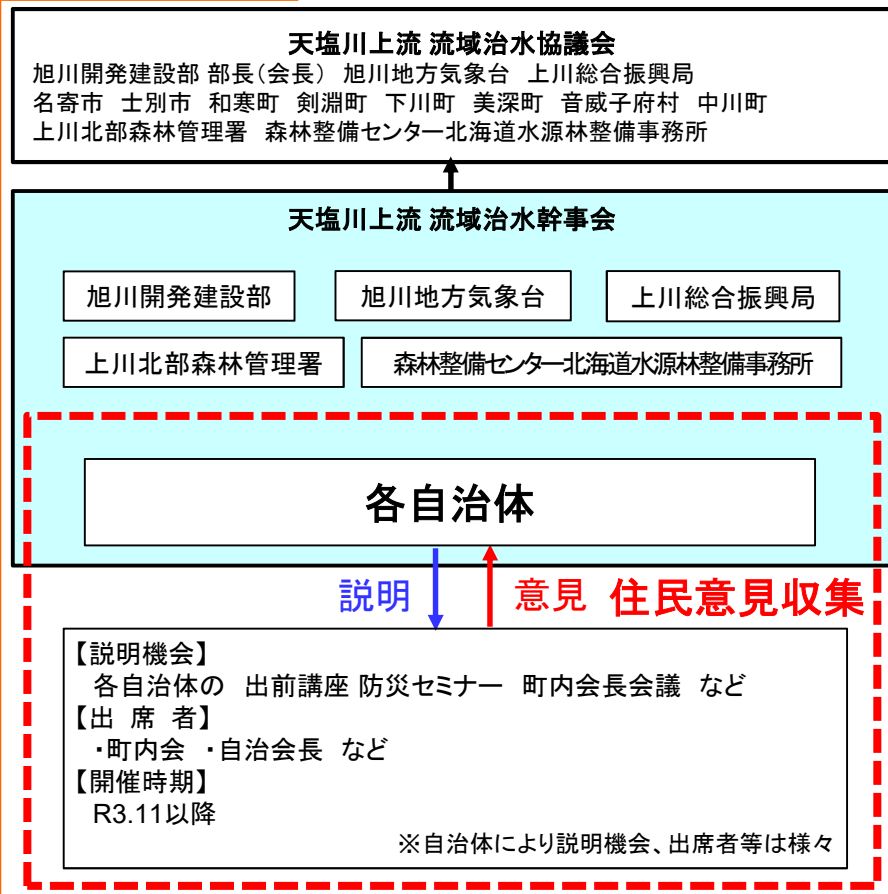 天塩川上流 流域治水協議会
旭川開発建設部 部長(会長) 旭川地方気象台 上川総合振興局
名寄市 士別市 和寒町 剣淵町 下川町 美深町 音威子府村 中川町
上川北部森林管理署 森林整備センター北海道水源林整備事務所
天塩川上流 流域治水幹事会
旭川開発建設部
旭川地方気象台
上川総合振興局
上川北部森林管理署
森林整備センター北海道水源林整備事務所
各自治体
説明
意見
住民意見収集
【説明機会】
各自治体の 出前講座 防災セミナー 町内会長会議 など
【出 席 者】
・町内会 ・自治会長 など
【開催時期】
R3.11以降
※自治体により説明機会、出席者等は様々